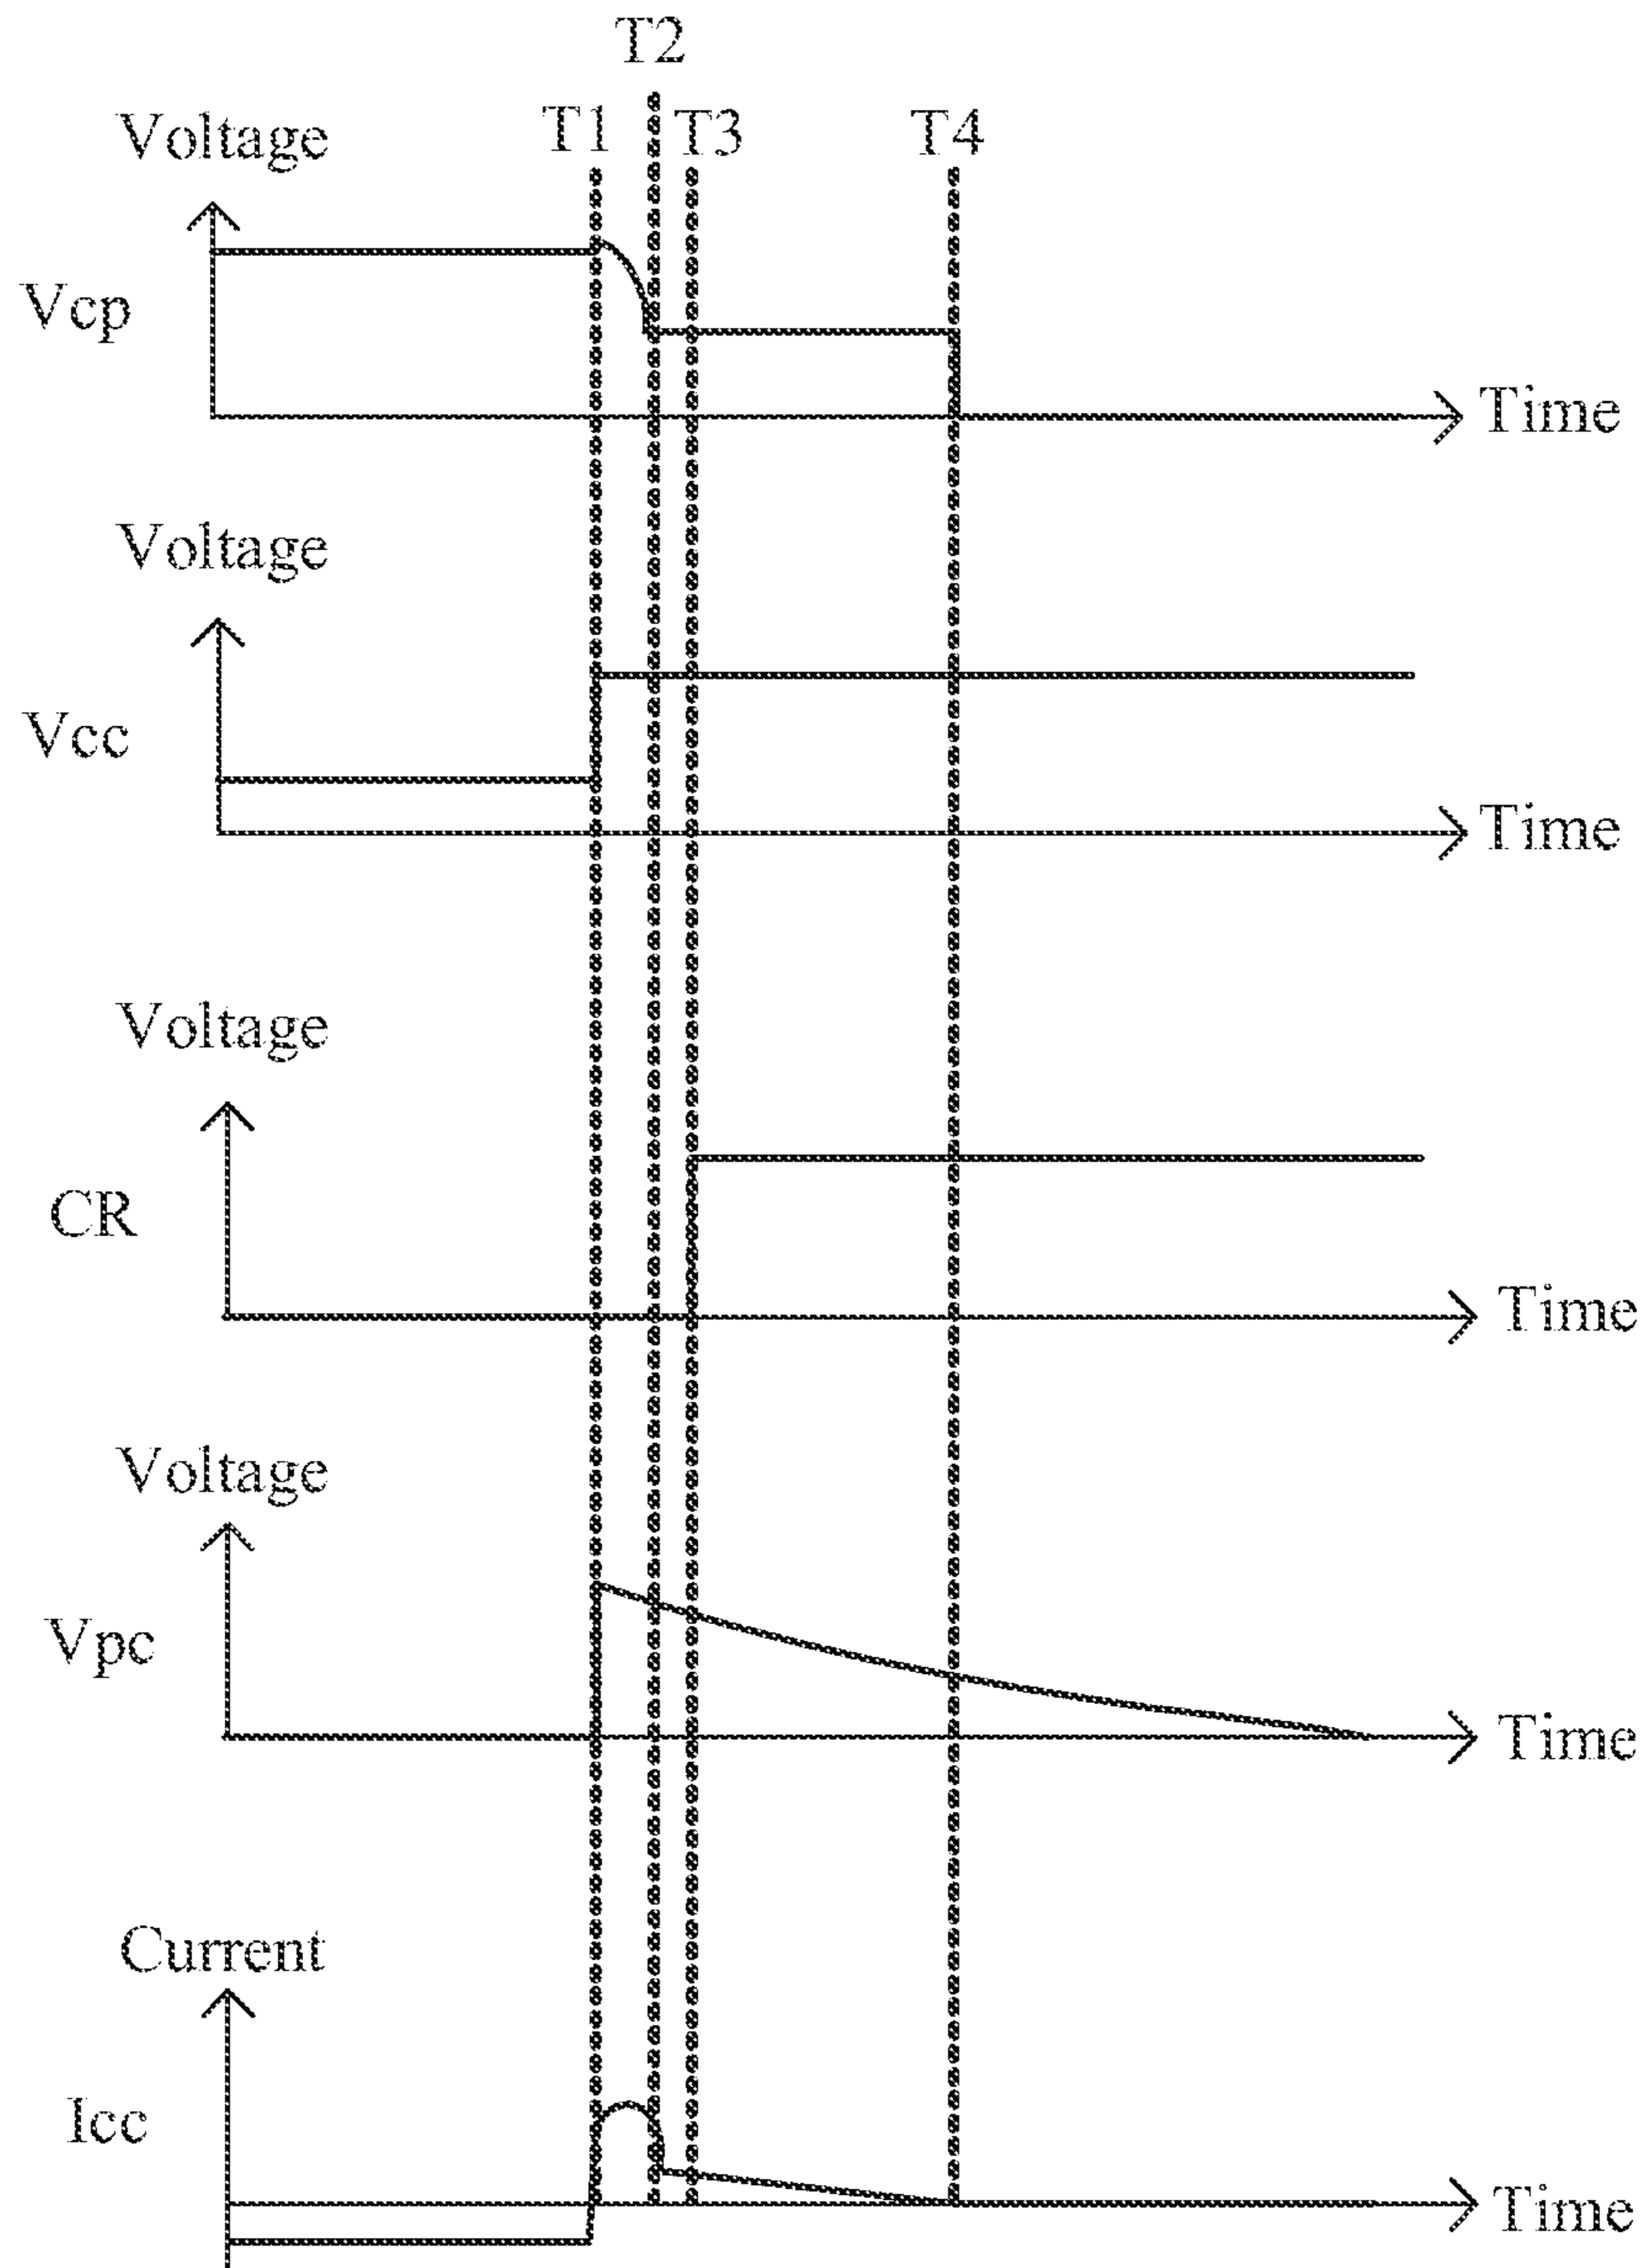 T2
T1
T3
T4
Voltage
Vcp
Time
Voltage
Vcc
Time
Voltage
CR
Time
Voltage
Vpc
Time
Current
Icc
Time